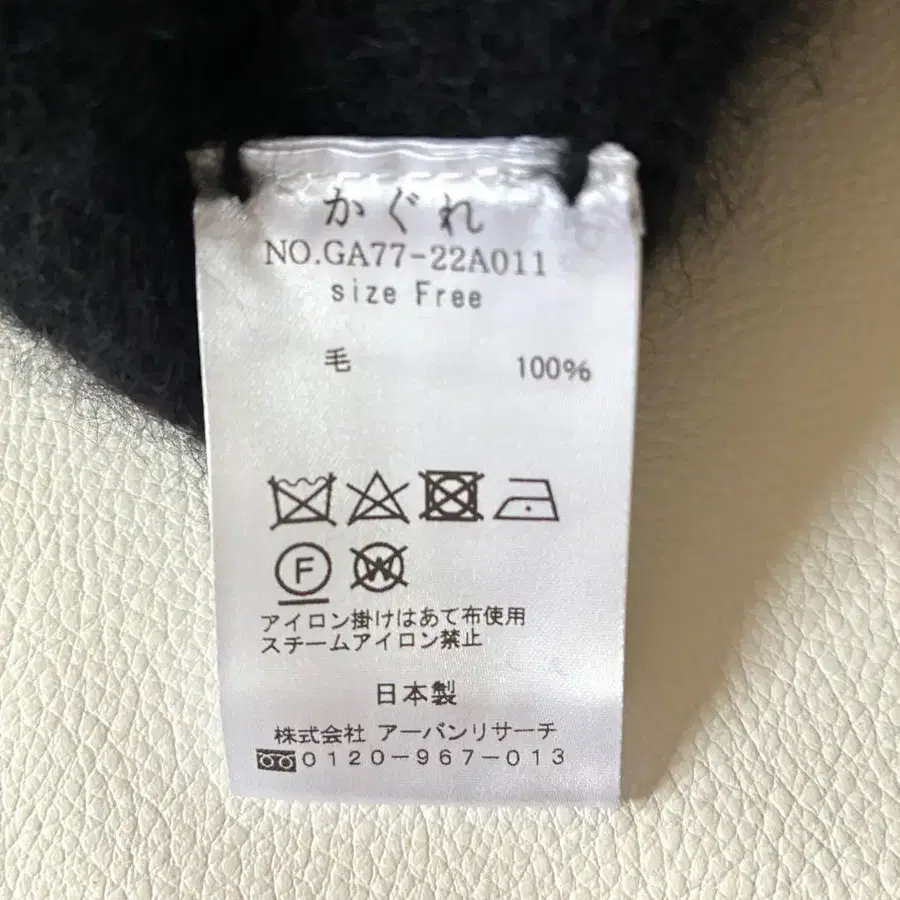 かぐれ
NO.GA77-22A011
size Free
毛 100%
F W
アイロン掛けはあて布使用
スチームアイロン禁止
日本製
株式会社 アーバンリサーチ
0120-967-013